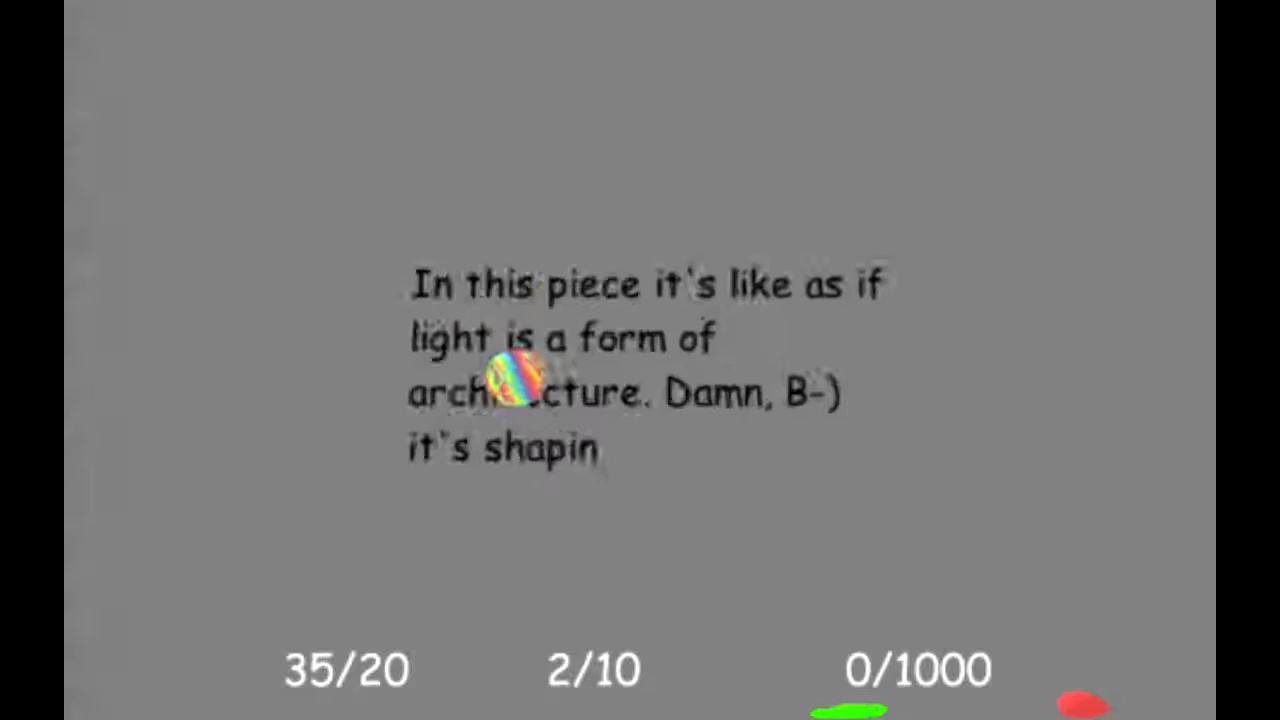 In this piece it's like as if
light is a form of
architecture. Damn, B-)
it's shapin
35/20 2/10 0/1000